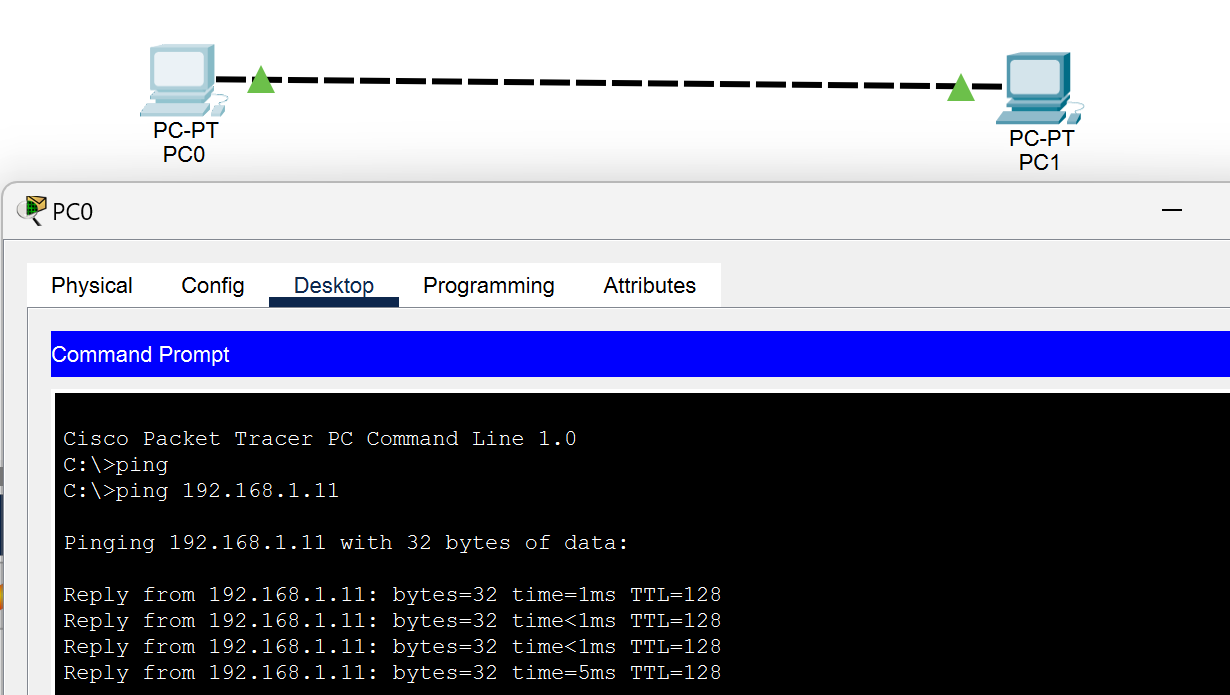 PC-PT
PC0
PC-PT
PC1
PC0
Physical Config Desktop Programming Attributes
Command Prompt
Cisco Packet Tracer PC Command Line 1.0
C:\>ping
C:\>ping 192.168.1.11
Pinging 192.168.1.11 with 32 bytes of data:
Reply from 192.168.1.11: bytes=32 time=1ms TTL=128
Reply from 192.168.1.11: bytes=32 time<1ms TTL=128
Reply from 192.168.1.11: bytes=32 time<1ms TTL=128
Reply from 192.168.1.11: bytes=32 time=5ms TTL=128